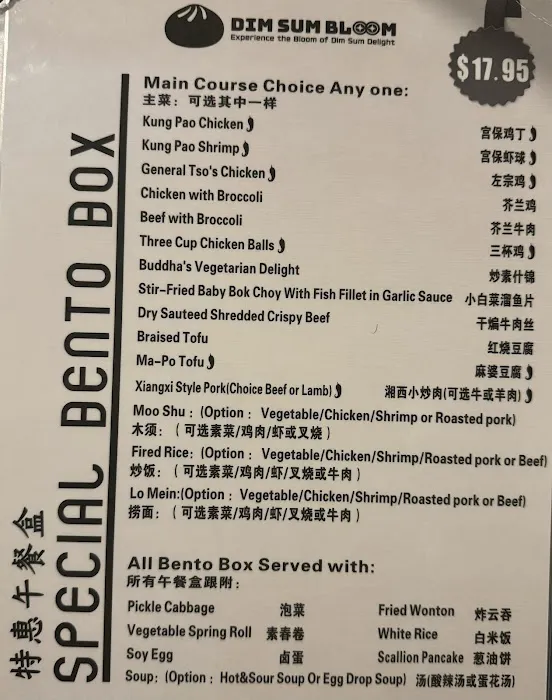 DIM SUM BLOOM
Experience the Bloom of Dim Sum Delight
$17.95
特惠午餐盒
SPECIAL BENTO BOX
Main Course Choice Any one:
主菜：可选其中一样
Kung Pao Chicken 宫保鸡丁
Kung Pao Shrimp 宫保虾球
General Tso's Chicken 左宗鸡
Chicken with Broccoli 芥兰鸡
Beef with Broccoli 芥兰牛肉
Three Cup Chicken Balls 三杯鸡
Buddha's Vegetarian Delight 炒素什锦
Stir-Fried Baby Bok Choy With Fish Fillet in Garlic Sauce 小白菜溜鱼片
Dry Sauteed Shredded Crispy Beef 干煸牛肉丝
Braised Tofu 红烧豆腐
Ma-Po Tofu 麻婆豆腐
Xiangxi Style Pork(Choice Beef or Lamb) 湘西小炒肉(可选牛或羊肉)
Moo Shu : (Option : Vegetable/Chicken/Shrimp or Roasted pork)
木须：（可选素菜/鸡肉/虾或叉烧）
Fired Rice: (Option : Vegetable/Chicken/Shrimp/Roasted pork or Beef)
炒饭：（可选素菜/鸡肉/虾/叉烧或牛肉）
Lo Mein:(Option : Vegetable/Chicken/Shrimp/Roasted pork or Beef)
捞面：（可选素菜/鸡肉/虾/叉烧或牛肉）
All Bento Box Served with:
所有午餐盒跟附：
Pickle Cabbage 泡菜 Fried Wonton 炸云吞
Vegetable Spring Roll 素春卷 White Rice 白米饭
Soy Egg 卤蛋 Scallion Pancake 葱油饼
Soup: (Option : Hot&Sour Soup Or Egg Drop Soup) 汤(酸辣汤或蛋花汤)